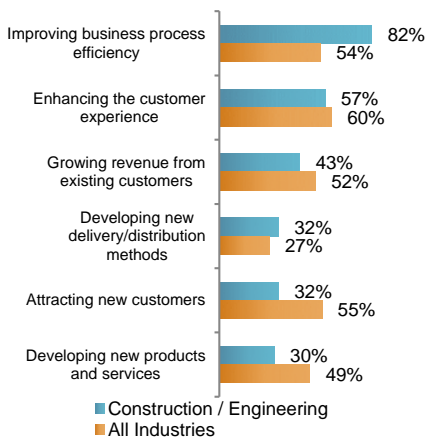 Improving business process
efficiency
82%
54%
Enhancing the customer
experience
57%
60%
Growing revenue from
existing customers
43%
52%
Developing new
delivery/distribution
methods
32%
27%
Attracting new customers
32%
55%
Developing new products
and services
30%
49%
Construction / Engineering
All Industries